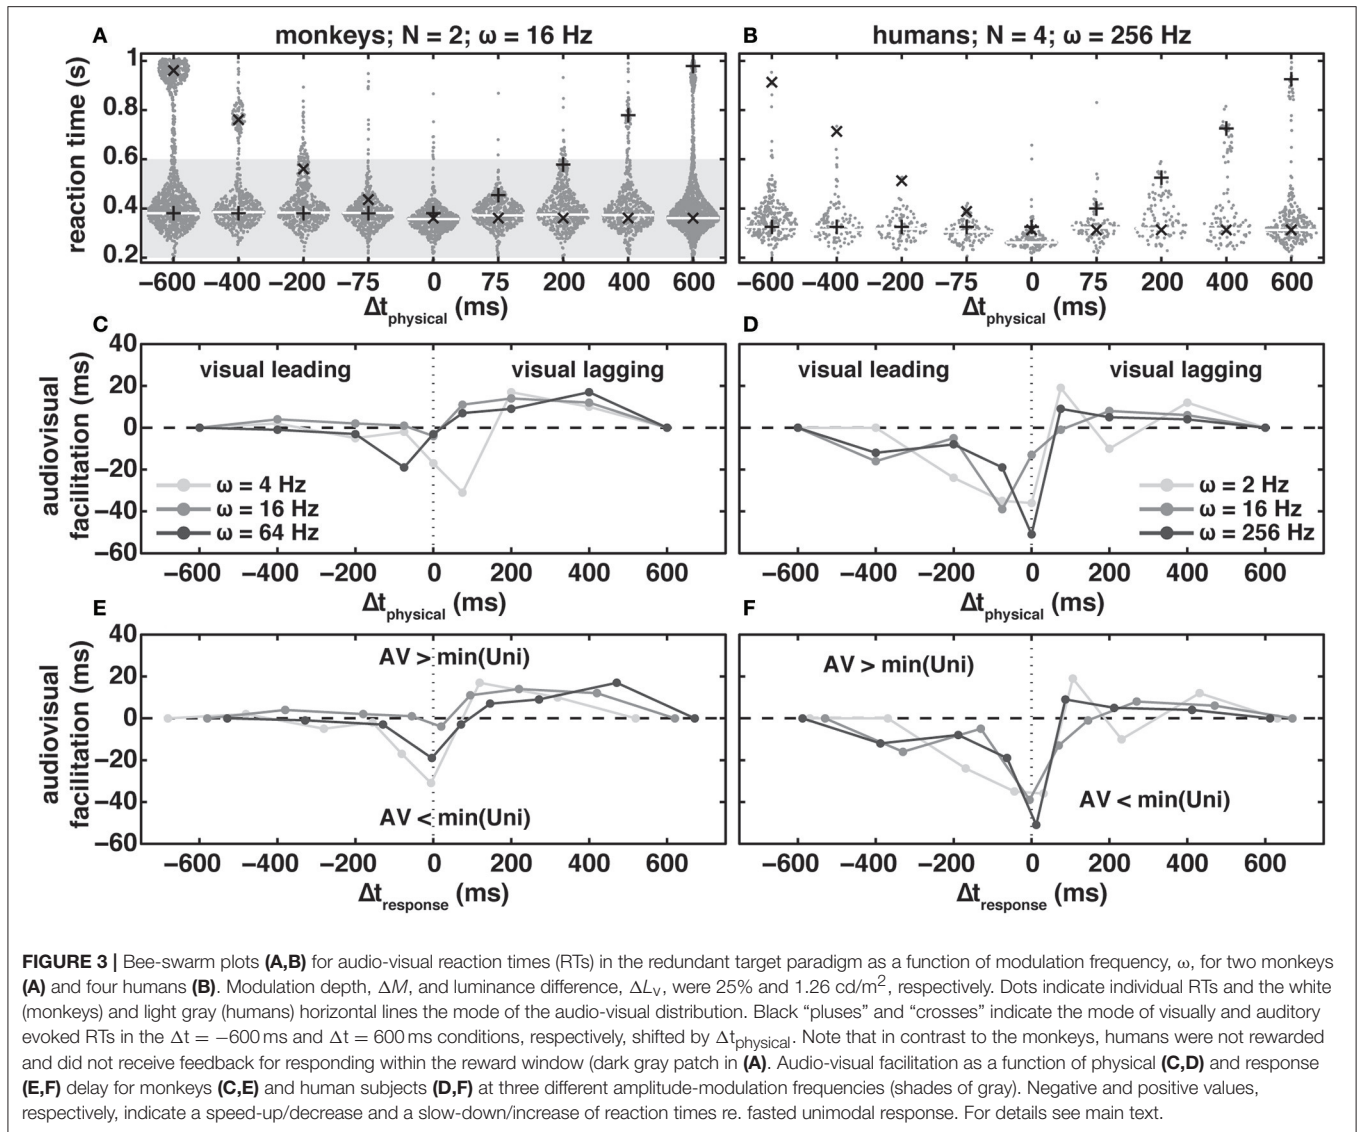 A
monkeys; N = 2; ω = 16 Hz
reaction time (s)
1
0.8
0.6
0.4
0.2
−600 −400 −200 −75 0 75 200 400 600
Δt physical (ms)
B
humans; N = 4; ω = 256 Hz
−600 −400 −200 −75 0 75 200 400 600
Δt physical (ms)
C
audiovisual
facilitation (ms)
40
20
0
−20
−40
−60
visual leading
visual lagging
ω = 4 Hz
ω = 16 Hz
ω = 64 Hz
−600 −400 −200 0 200 400 600
Δt physical (ms)
D
visual leading
visual lagging
ω = 2 Hz
ω = 16 Hz
ω = 256 Hz
−600 −400 −200 0 200 400 600
Δt physical (ms)
E
audiovisual
facilitation (ms)
40
20
0
−20
−40
−60
AV > min(Uni)
AV < min(Uni)
−600 −400 −200 0 200 400 600
Δt response (ms)
F
AV > min(Uni)
AV < min(Uni)
−600 −400 −200 0 200 400 600
Δt response (ms)
FIGURE 3 | Bee-swarm plots (A,B) for audio-visual reaction times (RTs) in the redundant target paradigm as a function of modulation frequency, ω, for two monkeys
(A) and four humans (B). Modulation depth, ΔM, and luminance difference, ΔLv, were 25% and 1.26 cd/m², respectively. Dots indicate individual RTs and the white
(monkeys) and light gray (humans) horizontal lines the mode of the audio-visual distribution. Black “pluses” and “crosses” indicate the mode of visually and auditory
evoked RTs in the Δt = −600 ms and Δt = 600 ms conditions, respectively, shifted by Δtphysical. Note that in contrast to the monkeys, humans were not rewarded
and did not receive feedback for responding within the reward window (dark gray patch in (A). Audio-visual facilitation as a function of physical (C,D) and response
(E,F) delay for monkeys (C,E) and human subjects (D,F) at three different amplitude-modulation frequencies (shades of gray). Negative and positive values,
respectively, indicate a speed-up/decrease and a slow-down/increase of reaction times re. fasted unimodal response. For details see main text.